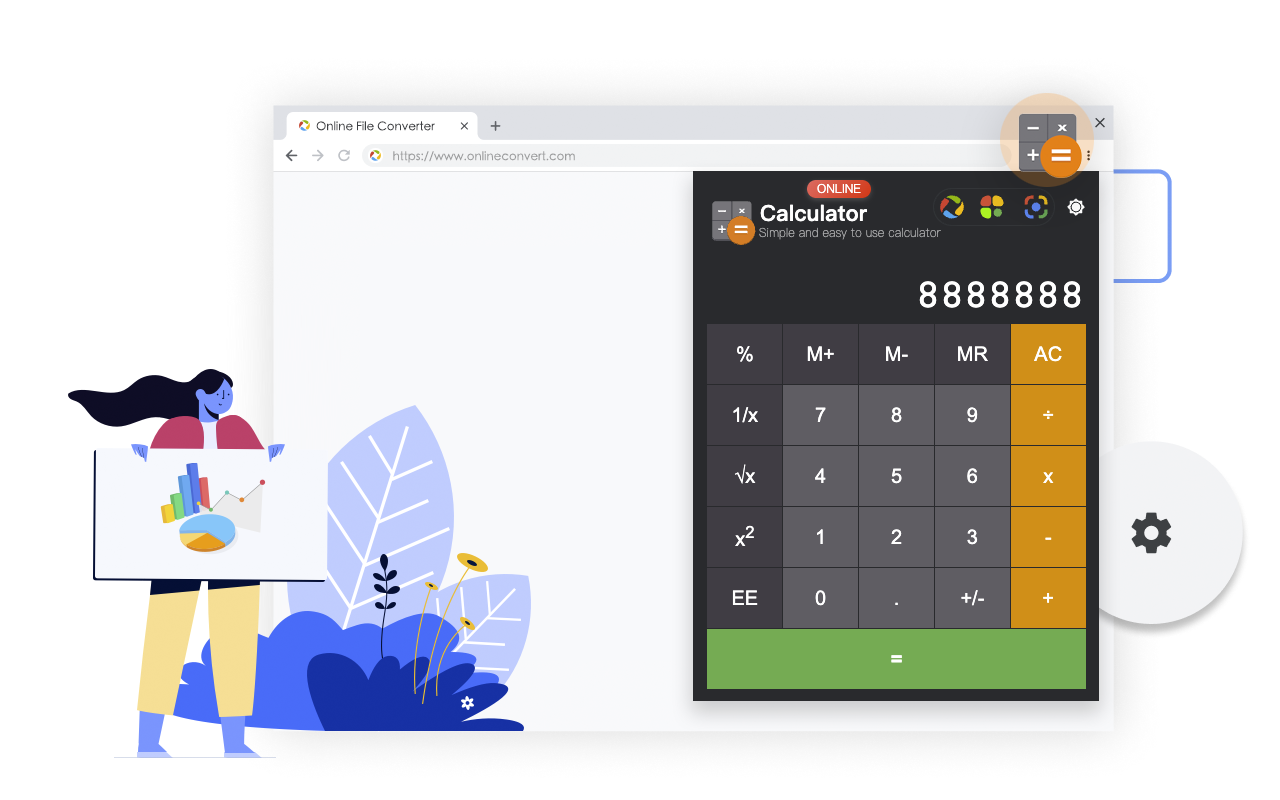 Online File Converter
https://www.onlineconvert.com
ONLINE
Calculator
Simple and easy to use calculator
8888888
% M+ M- MR AC
1/x 7 8 9 ÷
√x 4 5 6 x
x² 1 2 3 -
EE 0 . +/- +
=